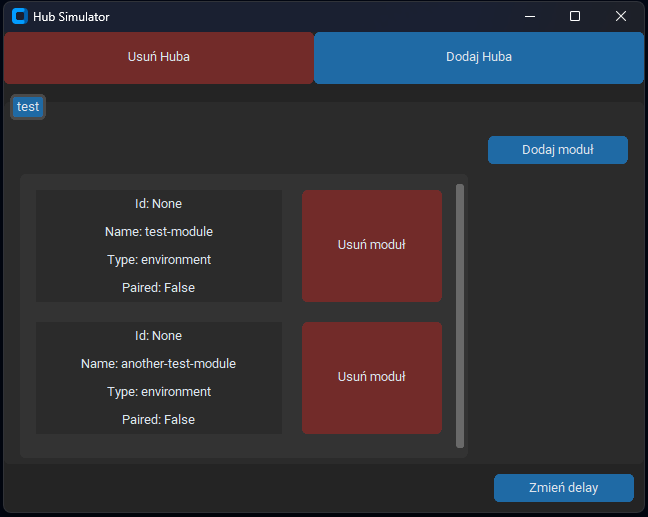 Hub Simulator
Usuń Huba
Dodaj Huba
test
Dodaj moduł
Id: None
Name: test-module
Type: environment
Paired: False
Usuń moduł
Id: None
Name: another-test-module
Type: environment
Paired: False
Usuń moduł
Zmień delay